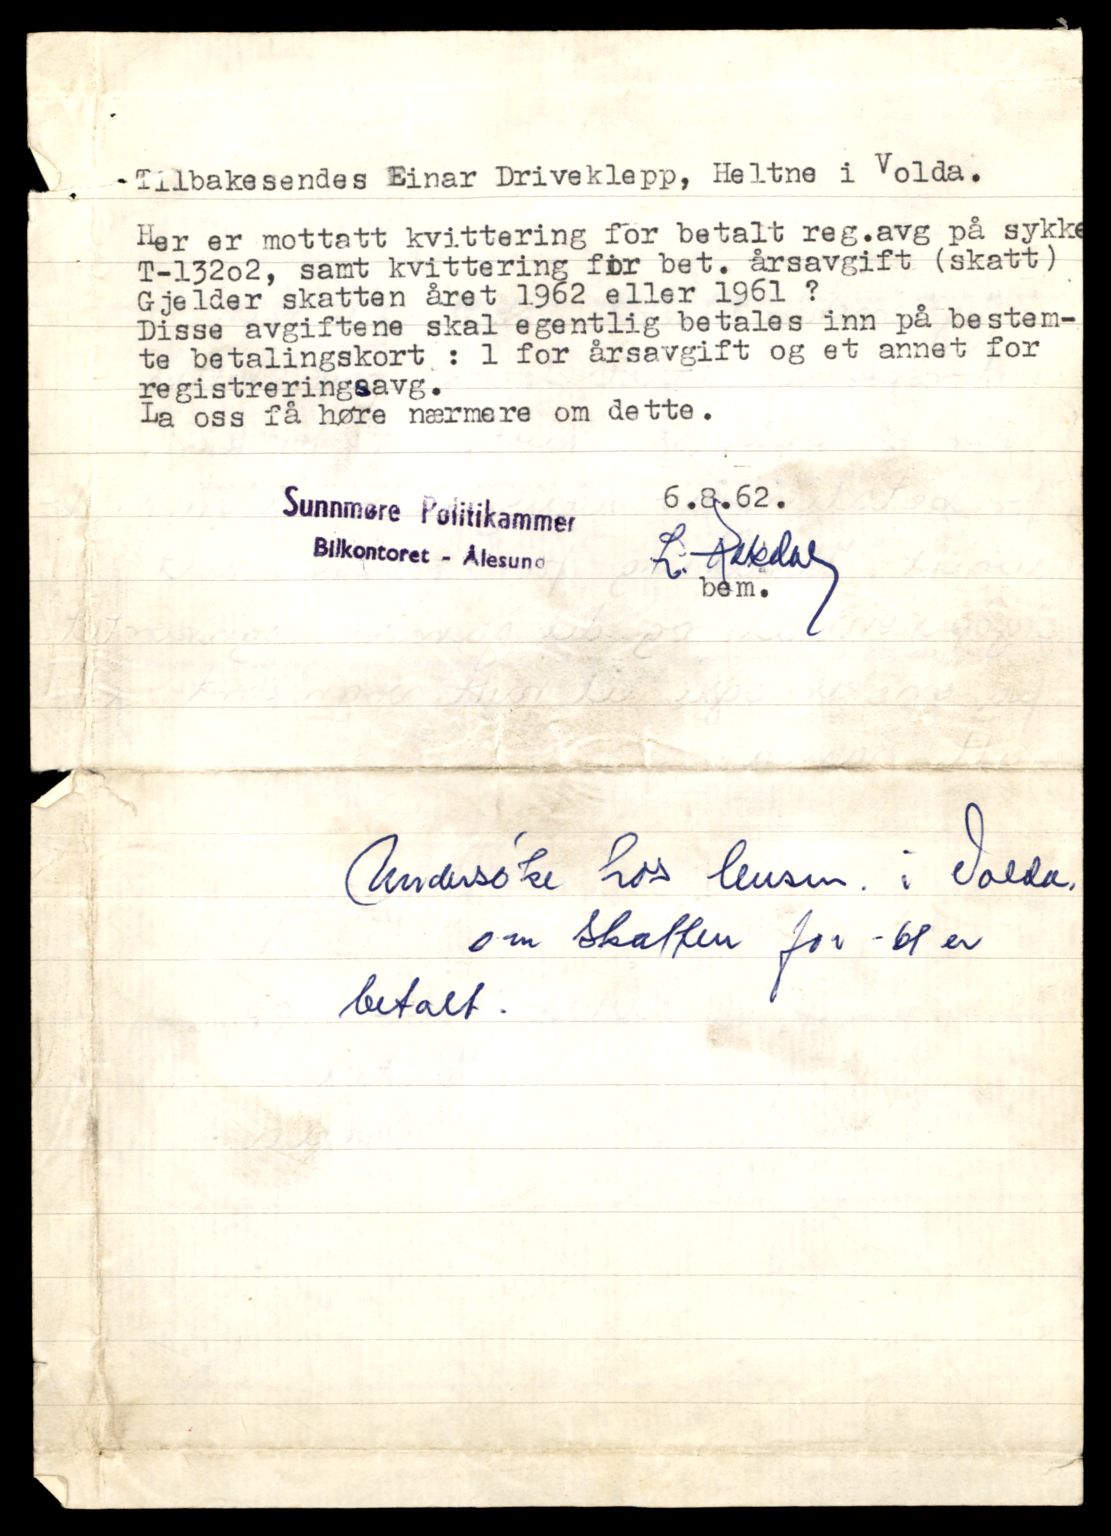 Tilbakesendes Einar Driveklepp, Heltne i Volda.
Her er mottatt kvittering for betalt reg.avg på sykke
T-132o2, samt kvittering for bet. årsavgift (skatt)
Gjelder skatten året 1962 eller 1961 ?
Disse avgiftene skal egentlig betales inn på bestem-
te betalingskort : 1 for årsavgift og et annet for
registreringsavg.
La oss få høre nærmere om dette.
Sunnmøre Politikammer
Bilkontoret - Ålesund
6.8.62.
L.
bem.
Undersøke hos lensm. i Volda.
om skatten for -61 er
betalt.